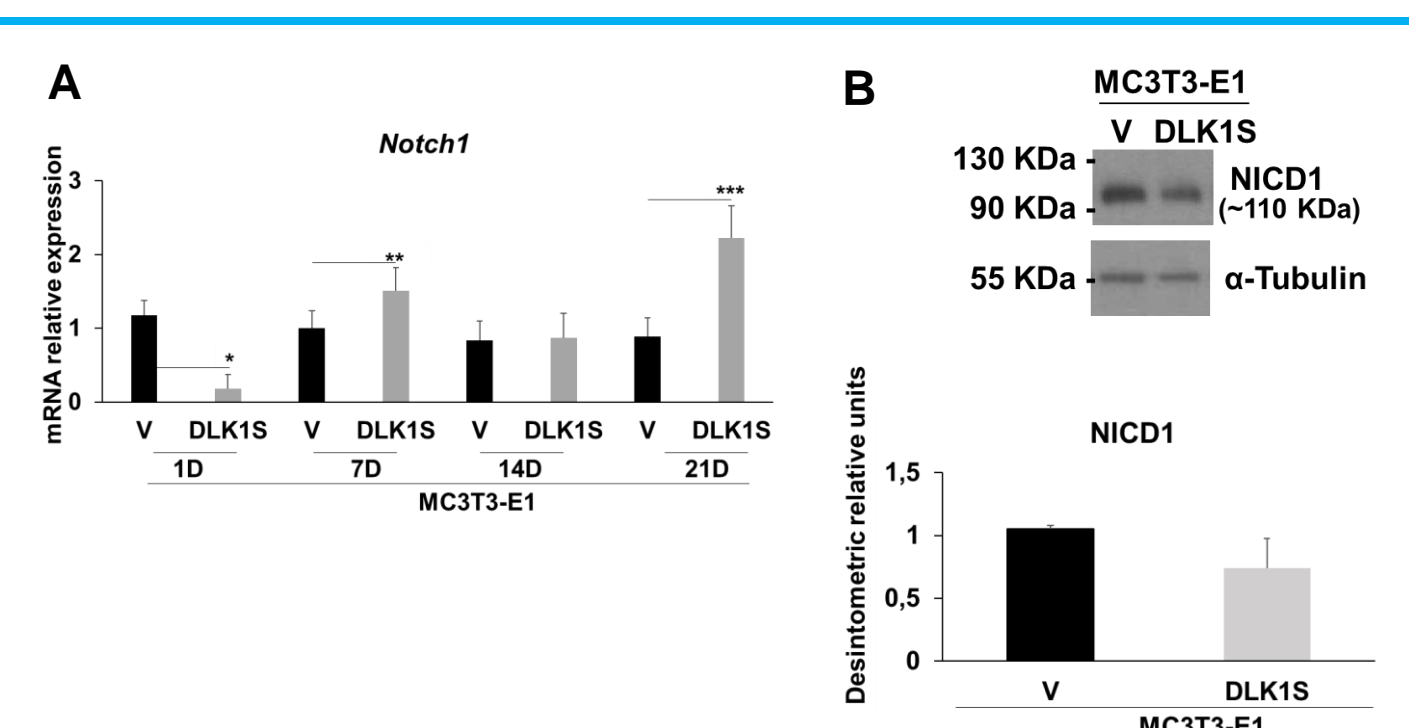 A
Notch1
mRNA relative expression
3
2
1
0
*
**
***
V DLK1S V DLK1S V DLK1S V DLK1S
1D 7D 14D 21D
MC3T3-E1
B
MC3T3-E1
V DLK1S
130 KDa -
90 KDa -
NICD1
(~110 KDa)
55 KDa -
α-Tubulin
NICD1
Desintometric relative units
1,5
1
0,5
0
V DLK1S
MC3T3-E1